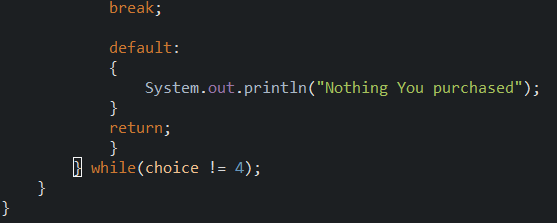 break;
default:
{
System.out.println("Nothing You purchased");
}
return;
}
} while(choice != 4);
}
}